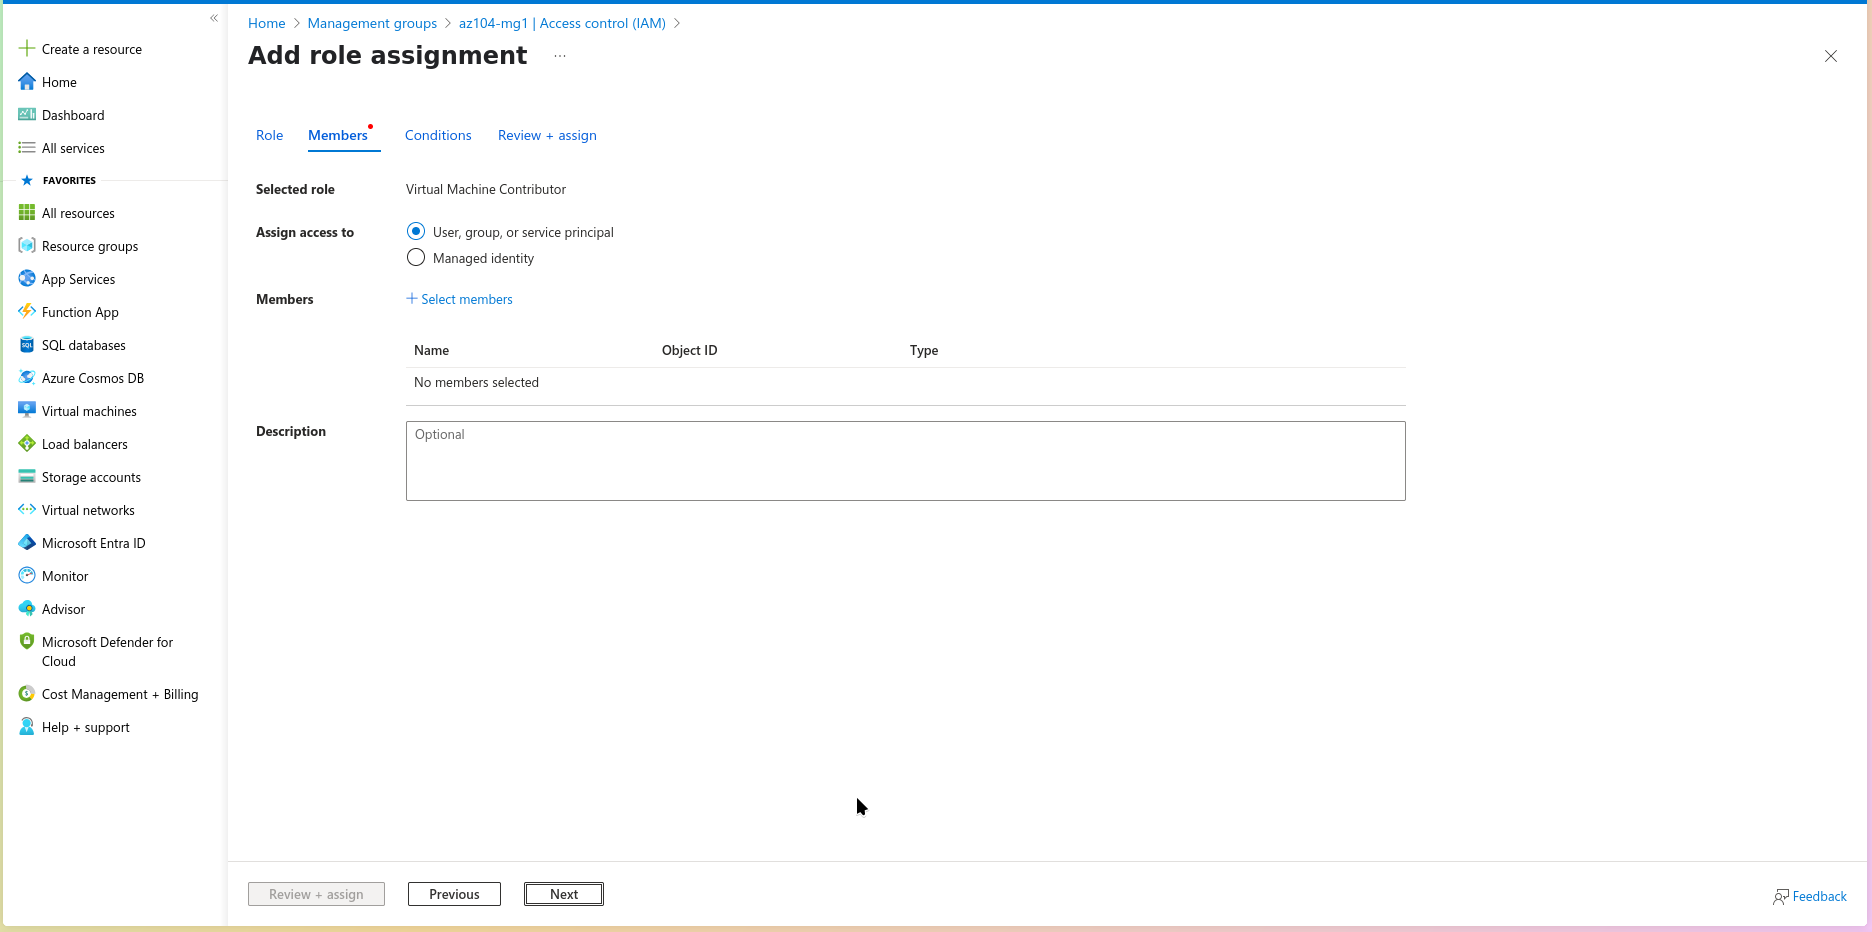 «
Create a resource
Home
Dashboard
All services
FAVORITES
All resources
Resource groups
App Services
Function App
SQL databases
Azure Cosmos DB
Virtual machines
Load balancers
Storage accounts
Virtual networks
Microsoft Entra ID
Monitor
Advisor
Microsoft Defender for
Cloud
Cost Management + Billing
Help + support
Home > Management groups > az104-mg1 | Access control (IAM) >
Add role assignment ...
Role Members Conditions Review + assign
Selected role Virtual Machine Contributor
Assign access to User, group, or service principal
Managed identity
Members + Select members
Name Object ID Type
No members selected
Description Optional
Review + assign Previous Next
Feedback